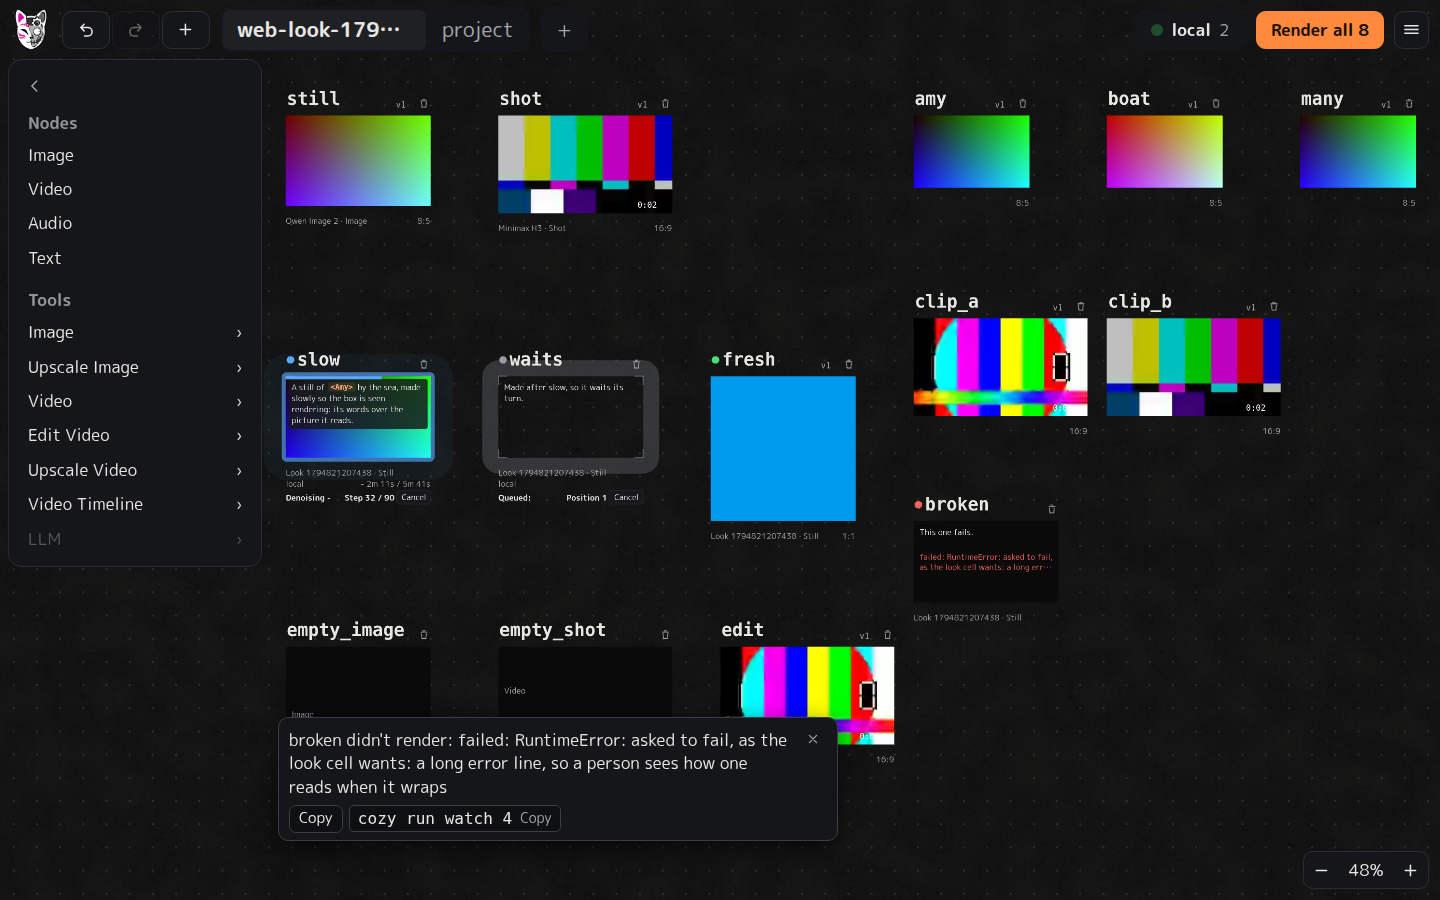 web-look-179···
project
local 2
Render all 8
Nodes
Image
Video
Audio
Text
Tools
Image
Upscale Image
Video
Edit Video
Upscale Video
Video Timeline
LLM
still
v1
Qwen Image 2 · Image
8:5
shot
v1
0:02
Minimax H3 · Shot
16:9
amy
v1
8:5
boat
v1
8:5
many
v1
8:5
clip_a
v1
16:9
clip_b
v1
0:02
16:9
slow
A still of <Amy> by the sea, made
slowly so the box is seen
rendering: its words over the
picture it reads.
Look 1794821207438 · Still
local
~ 2m 11s / 5m 41s
Denoising -
Step 32 / 90
Cancel
waits
Made after slow, so it waits its
turn.
Look 1794821207438 · Still
local
Queued:
Position 1
Cancel
fresh
v1
Look 1794821207438 · Still
1:1
broken
This one fails.
failed: RuntimeError: asked to fail,
as the look cell wants: a long err···
Look 1794821207438 · Still
empty_image
Image
empty_shot
Video
edit
v1
16:9
broken didn't render: failed: RuntimeError: asked to fail, as the
look cell wants: a long error line, so a person sees how one
reads when it wraps
Copy
cozy run watch 4 Copy
48%